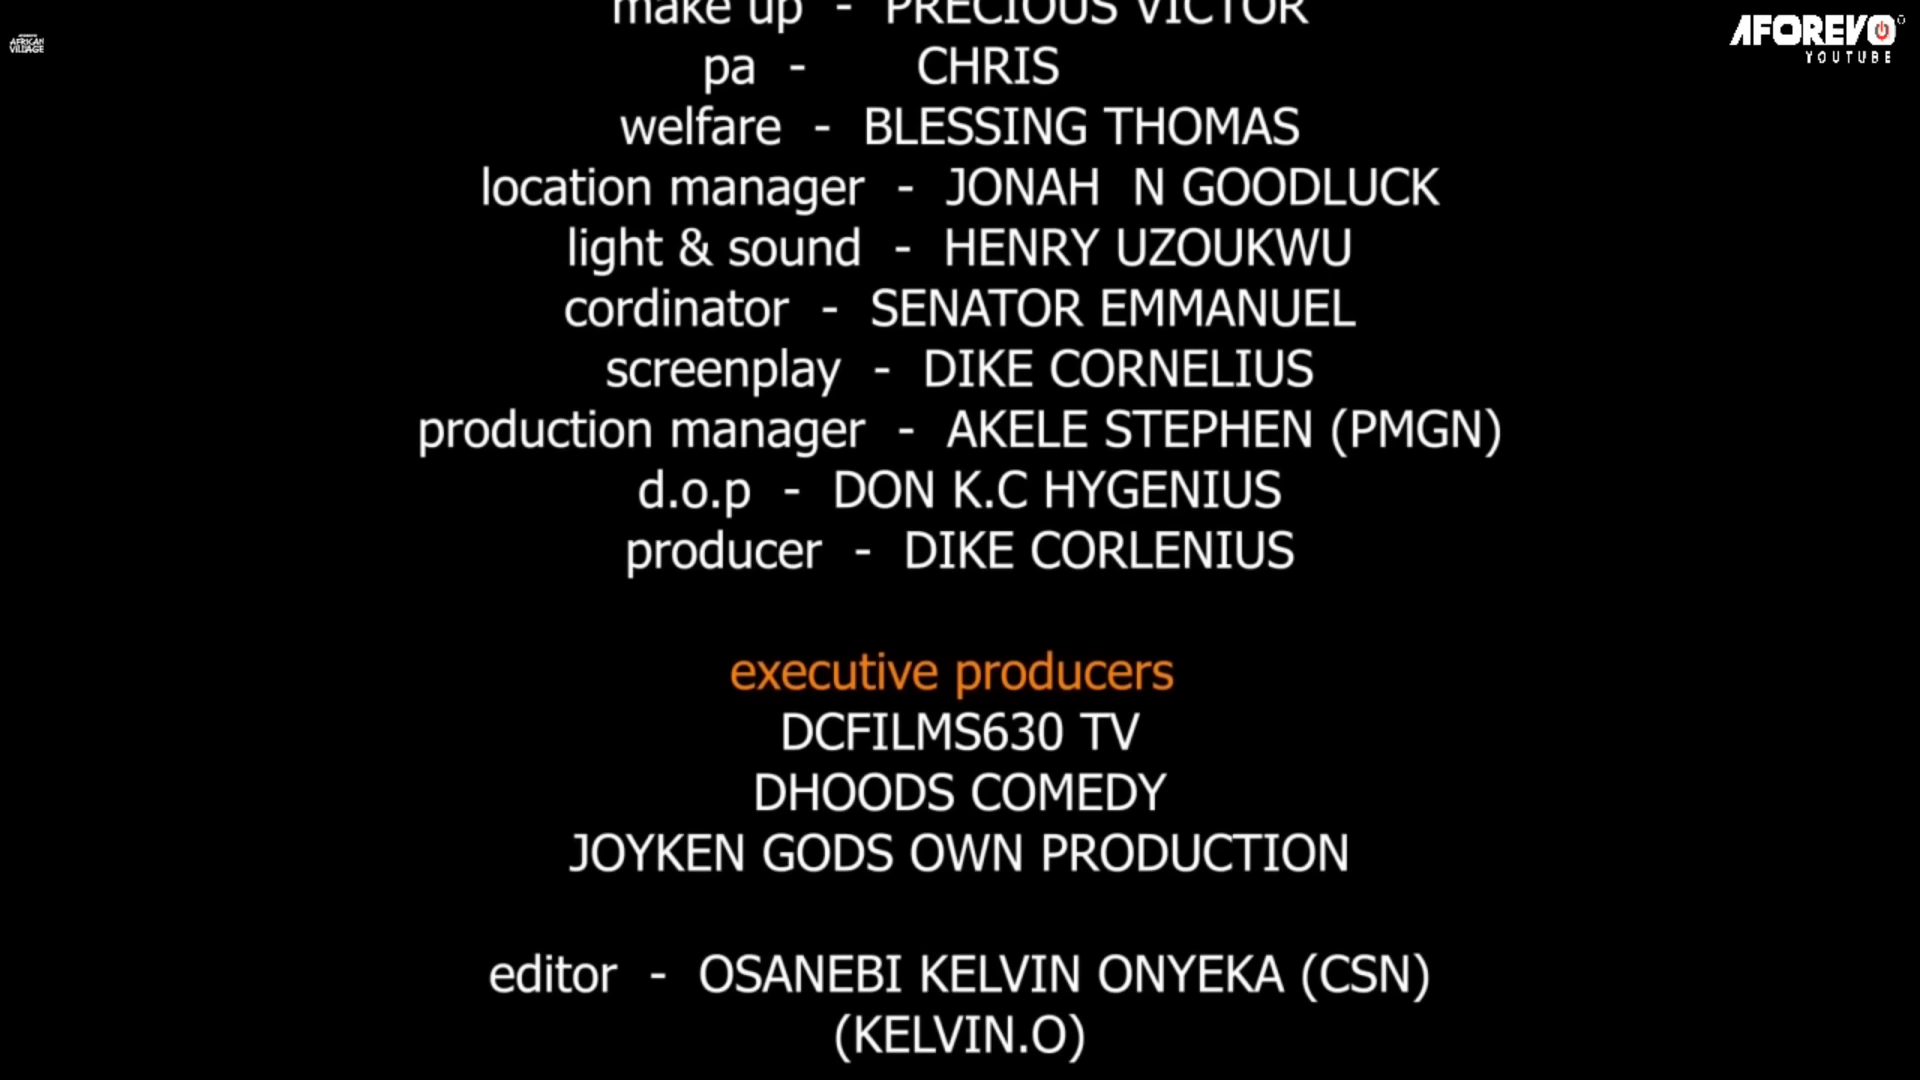 make up - PRECIOUS VICTOR
AFRICAN
VILLAGE
AFOREVO
YOUTUBE
pa - CHRIS
welfare - BLESSING THOMAS
location manager - JONAH N GOODLUCK
light & sound - HENRY UZOUKWU
cordinator - SENATOR EMMANUEL
screenplay - DIKE CORNELIUS
production manager - AKELE STEPHEN (PMGN)
d.o.p - DON K.C HYGENIUS
producer - DIKE CORLENIUS
executive producers
DCFILMS630 TV
DHOODS COMEDY
JOYKEN GODS OWN PRODUCTION
editor - OSANEBI KELVIN ONYEKA (CSN)
(KELVIN.O)